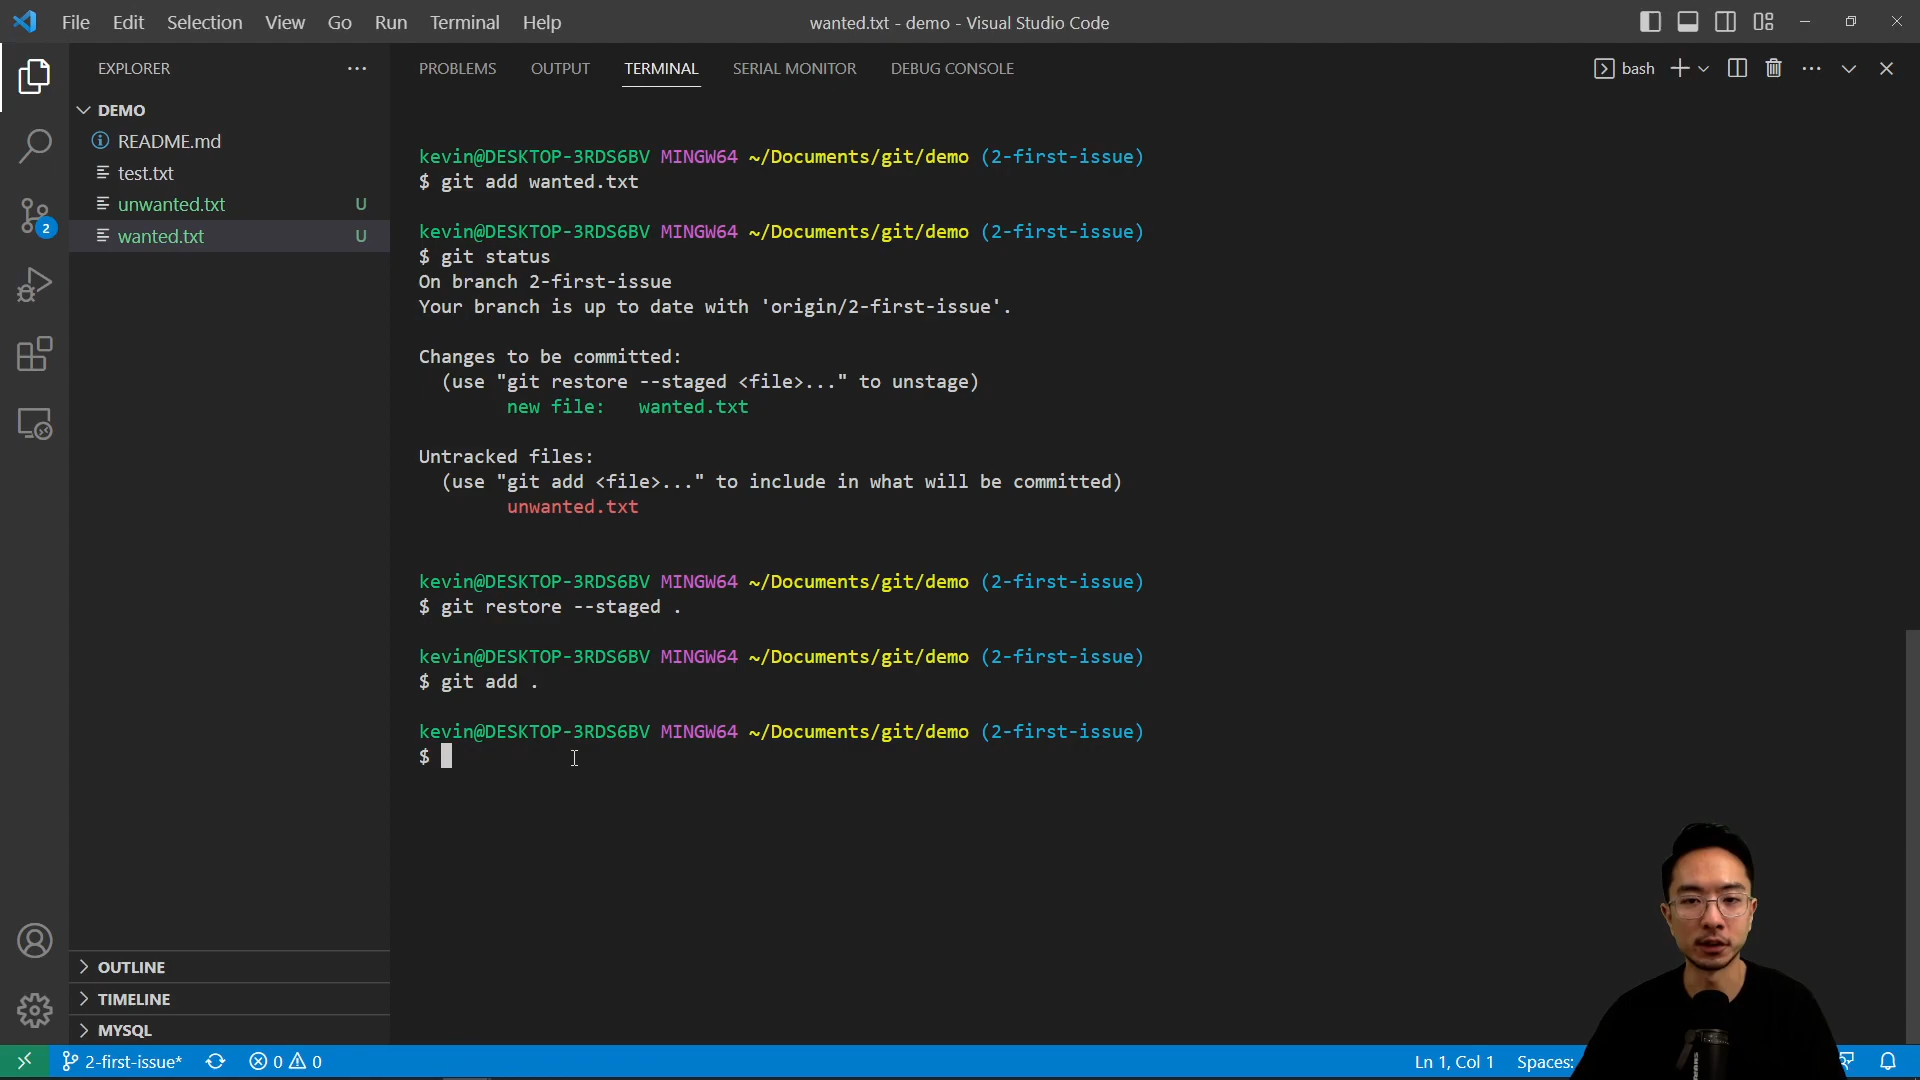 File Edit Selection View Go Run Terminal Help
wanted.txt - demo - Visual Studio Code
EXPLORER
DEMO
README.md
test.txt
unwanted.txt U
wanted.txt U
OUTLINE
TIMELINE
MYSQL
2
PROBLEMS OUTPUT TERMINAL SERIAL MONITOR DEBUG CONSOLE
bash
kevin@DESKTOP-3RDS6BV MINGW64 ~/Documents/git/demo (2-first-issue)
$ git add wanted.txt
kevin@DESKTOP-3RDS6BV MINGW64 ~/Documents/git/demo (2-first-issue)
$ git status
On branch 2-first-issue
Your branch is up to date with 'origin/2-first-issue'.
Changes to be committed:
(use "git restore --staged <file>..." to unstage)
new file:   wanted.txt
Untracked files:
(use "git add <file>..." to include in what will be committed)
unwanted.txt
kevin@DESKTOP-3RDS6BV MINGW64 ~/Documents/git/demo (2-first-issue)
$ git restore --staged .
kevin@DESKTOP-3RDS6BV MINGW64 ~/Documents/git/demo (2-first-issue)
$ git add .
kevin@DESKTOP-3RDS6BV MINGW64 ~/Documents/git/demo (2-first-issue)
$
2-first-issue* 0 0
Ln 1, Col 1 Spaces: